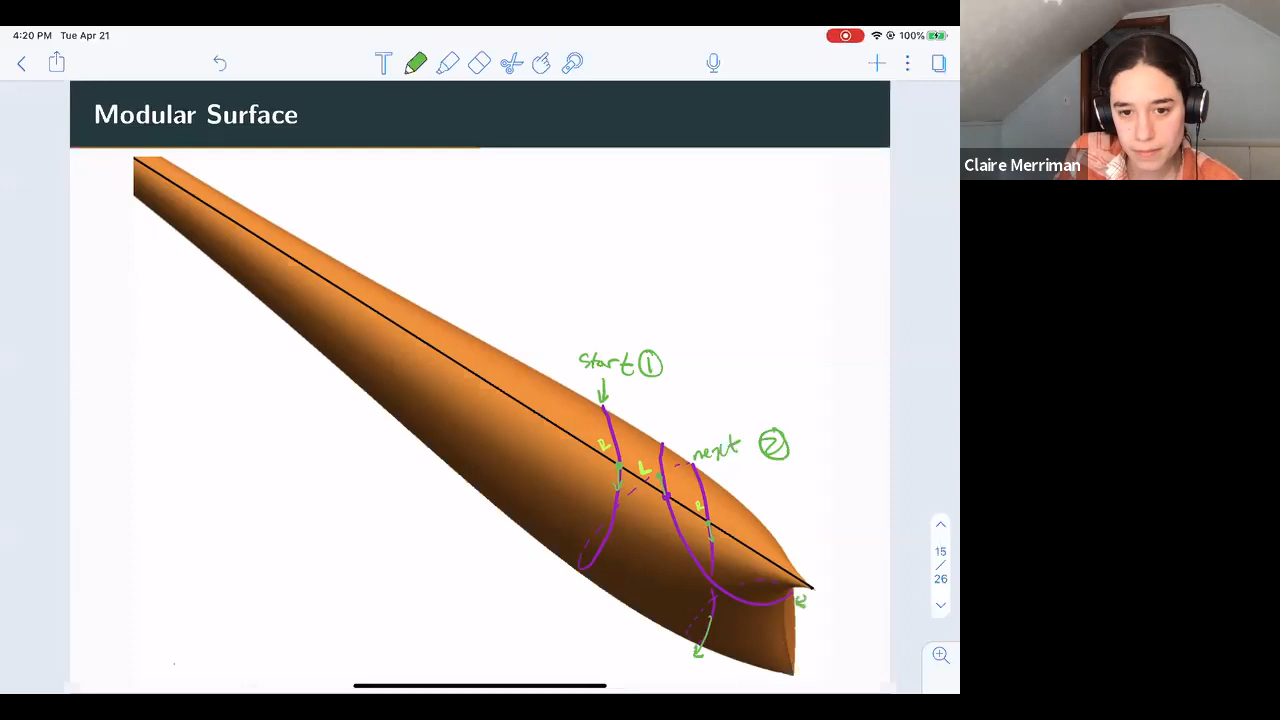 4:20 PM Tue Apr 21
100%
Modular Surface
Claire Merriman
start ①
next ②
R
L
R
15
/
26